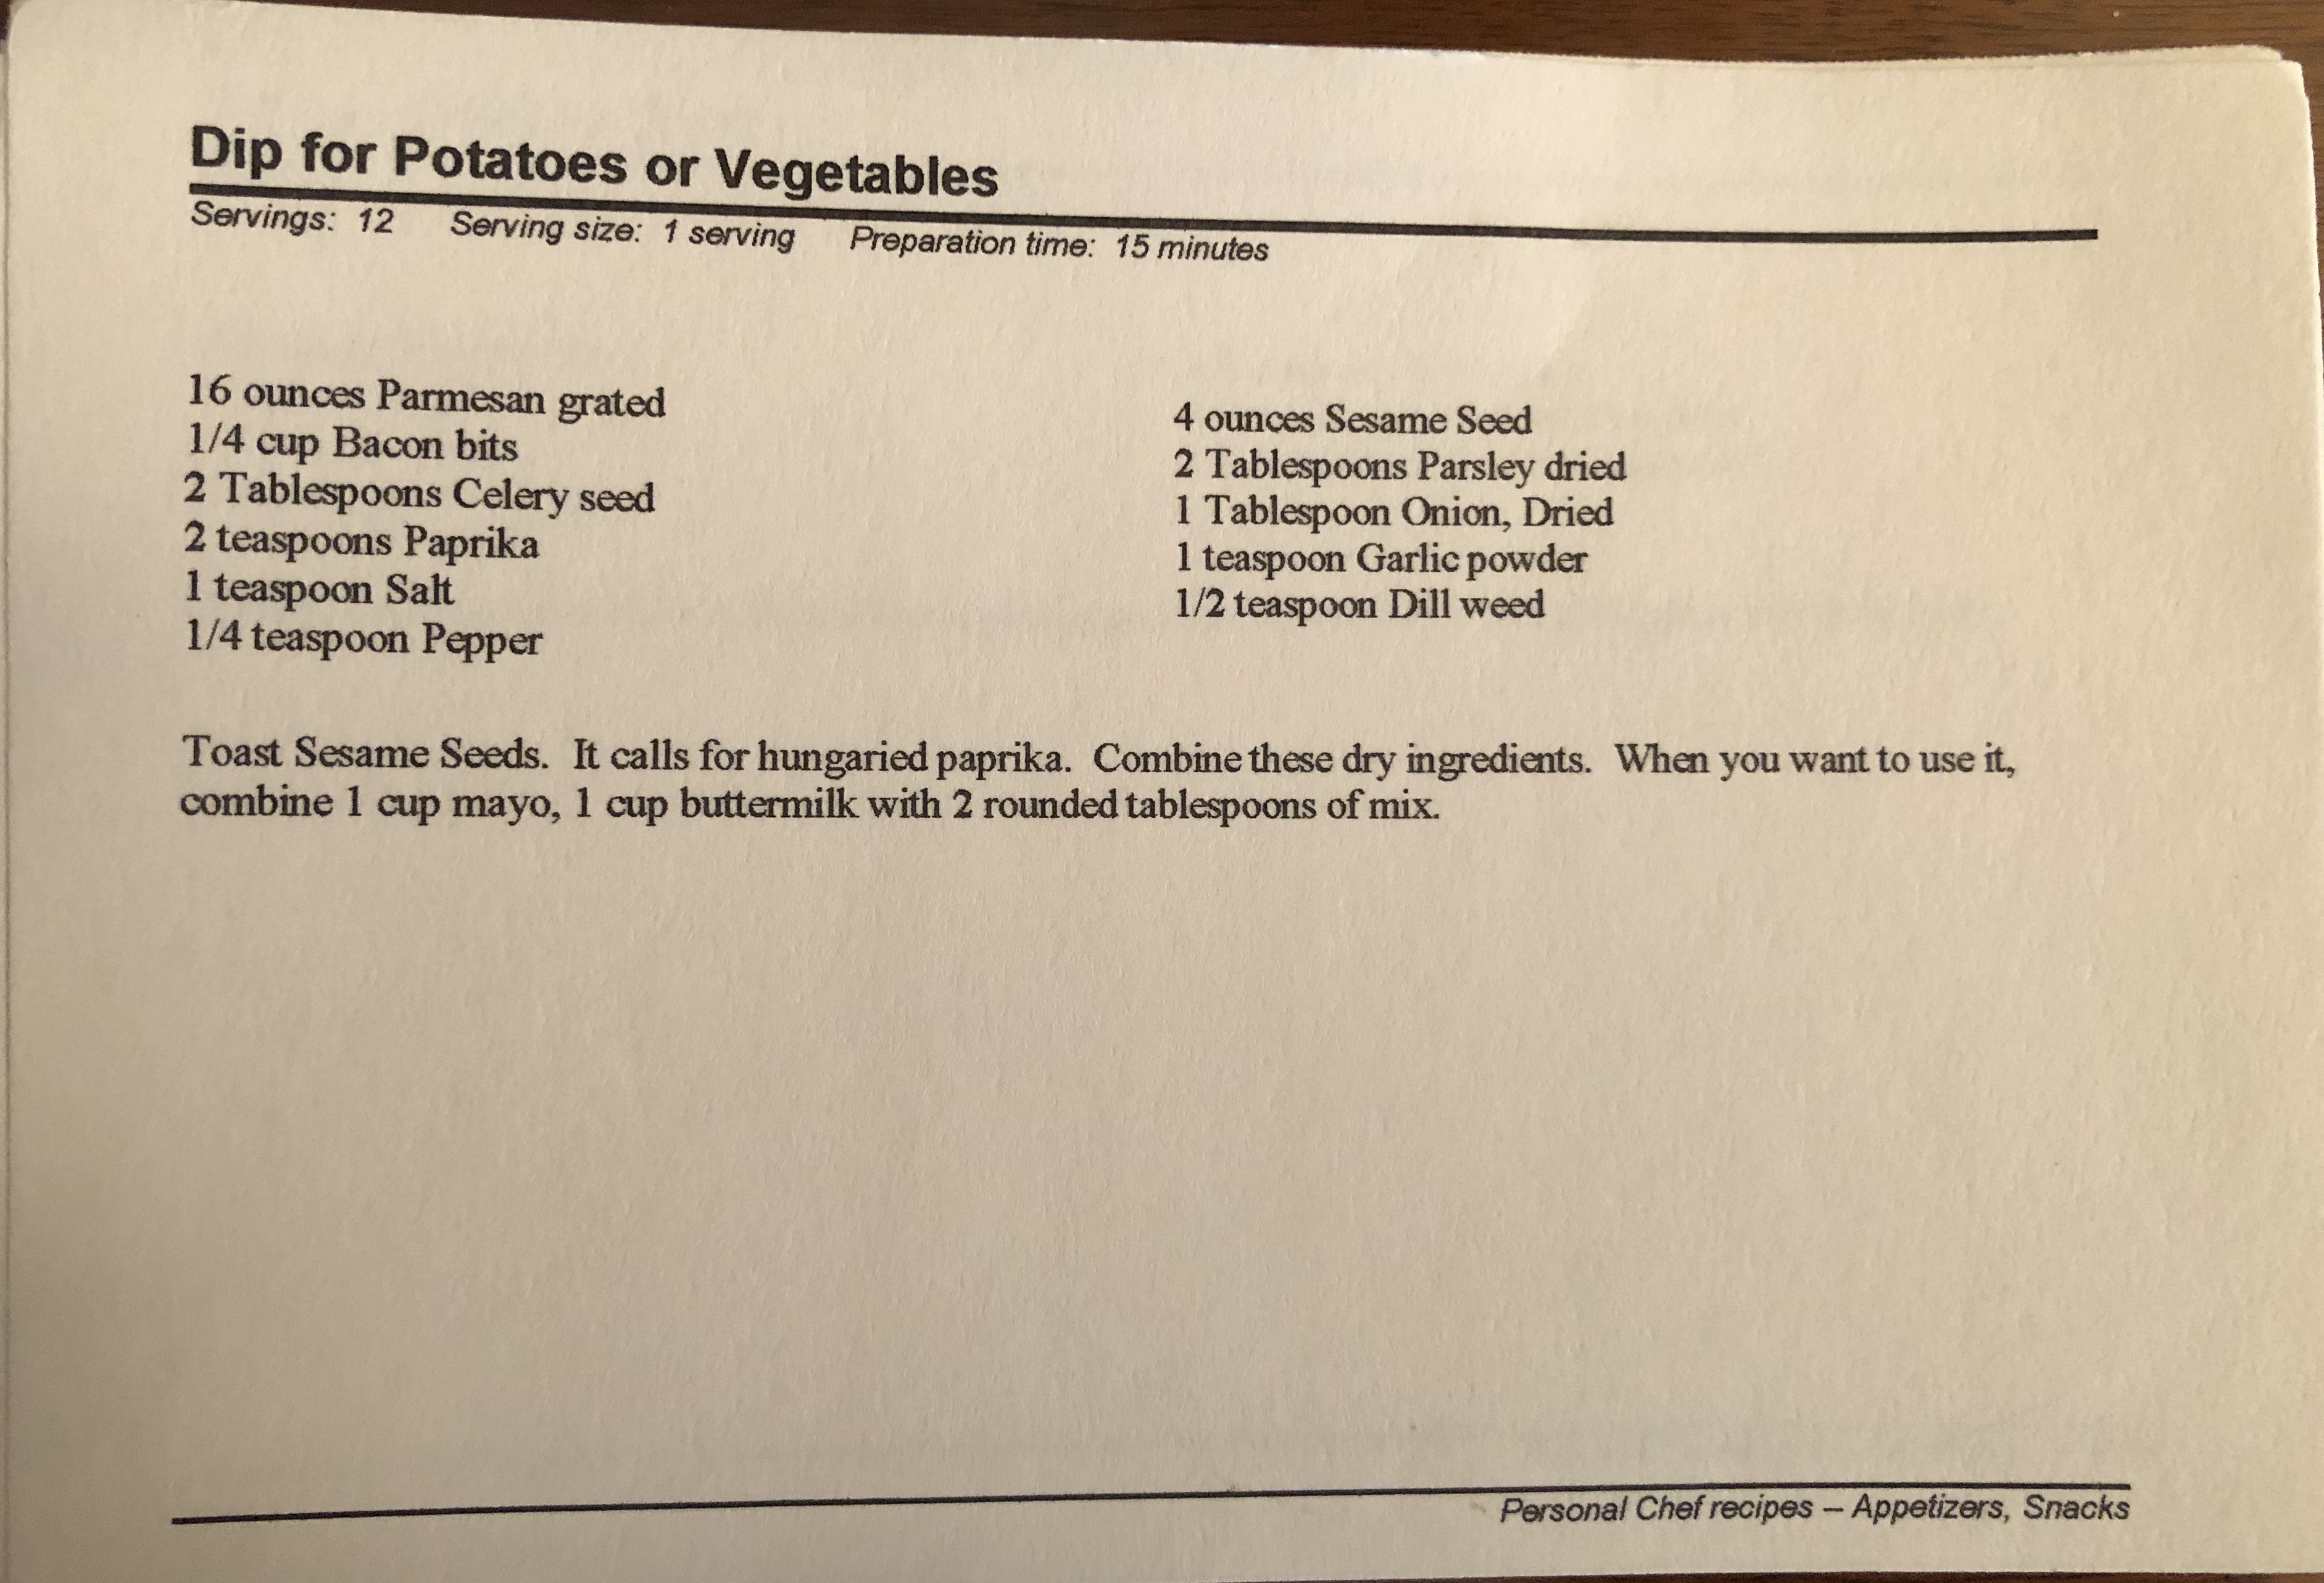 Dip for Potatoes or Vegetables
Servings: 12 Serving size: 1 serving Preparation time: 15 minutes
16 ounces Parmesan grated
1/4 cup Bacon bits
2 Tablespoons Celery seed
2 teaspoons Paprika
1 teaspoon Salt
1/4 teaspoon Pepper
4 ounces Sesame Seed
2 Tablespoons Parsley dried
1 Tablespoon Onion, Dried
1 teaspoon Garlic powder
1/2 teaspoon Dill weed
Toast Sesame Seeds. It calls for hungaried paprika. Combine these dry ingredients. When you want to use it,
combine 1 cup mayo, 1 cup buttermilk with 2 rounded tablespoons of mix.
Personal Chef recipes – Appetizers, Snacks